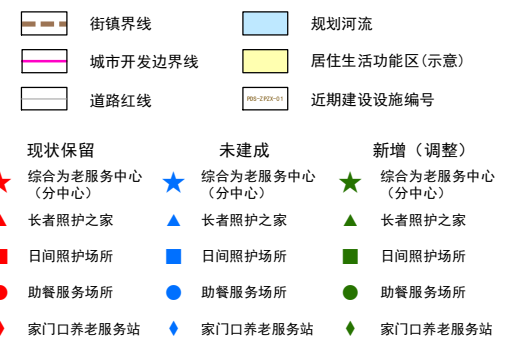 街镇界线
规划河流
城市开发边界线
居住生活功能区(示意)
道路红线
PDS-ZPZX-01
近期建设设施编号
现状保留
未建成
新增（调整）
综合为老服务中心
（分中心）
综合为老服务中心
（分中心）
综合为老服务中心
（分中心）
长者照护之家
长者照护之家
长者照护之家
日间照护场所
日间照护场所
日间照护场所
助餐服务场所
助餐服务场所
助餐服务场所
家门口养老服务站
家门口养老服务站
家门口养老服务站